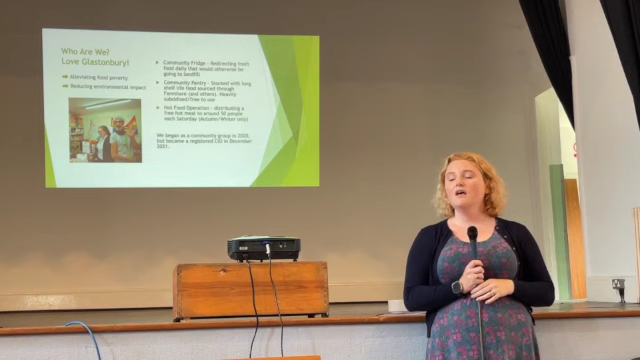 Who Are We?
Love Glastonbury!
Alleviating food poverty
Reducing environmental impact
Community Fridge - Redirecting fresh
food daily that would otherwise be
going to landfill
Community Pantry - Stocked with long
shelf life food sourced through
Fareshare (and others). Heavily
subsidised/free to use
Hot Food Operation - distributing a
free hot meal to around 50 people
each Saturday (Autumn/Winter only)
We began as a community group in 2020,
but became a registered CIO in December
2021.